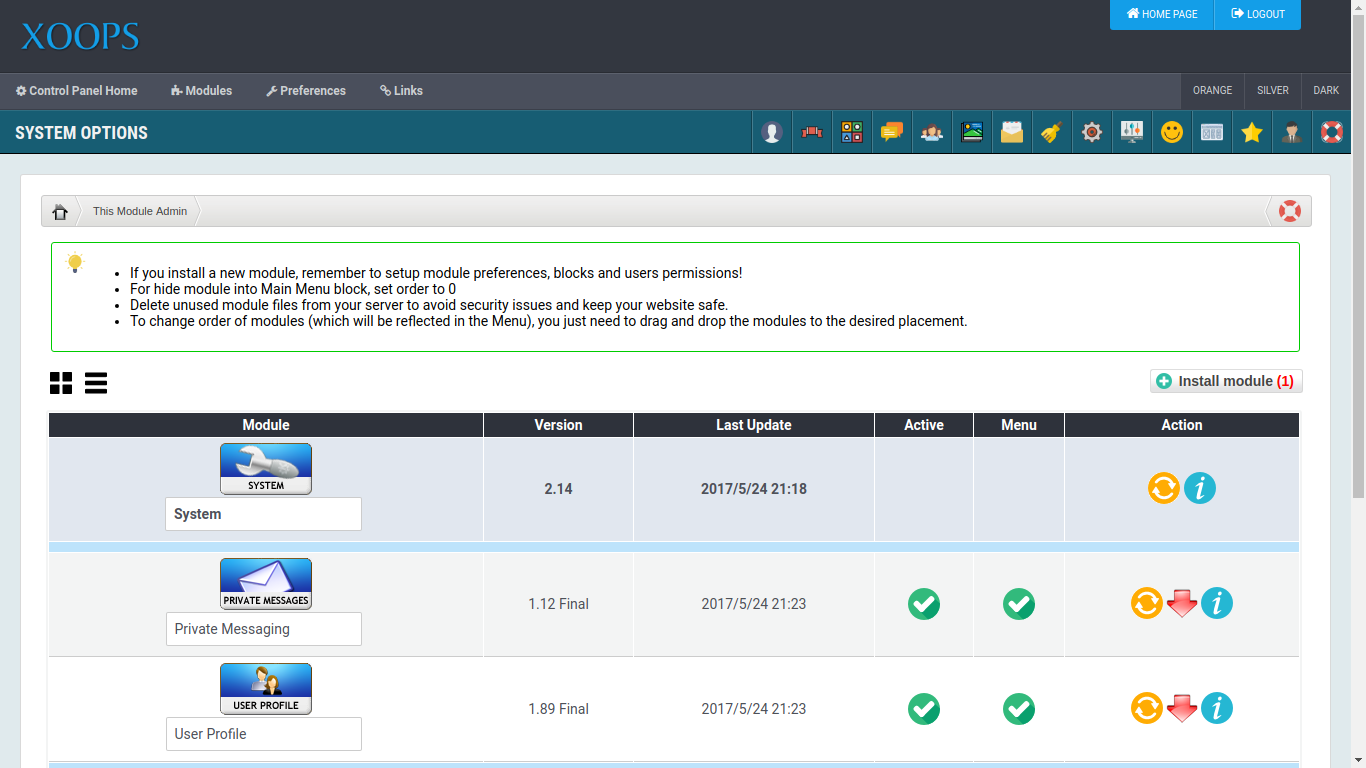 XOOPS
HOME PAGE
LOGOUT
Control Panel Home
Modules
Preferences
Links
ORANGE
SILVER
DARK
SYSTEM OPTIONS
This Module Admin
If you install a new module, remember to setup module preferences, blocks and users permissions!
For hide module into Main Menu block, set order to 0
Delete unused module files from your server to avoid security issues and keep your website safe.
To change order of modules (which will be reflected in the Menu), you just need to drag and drop the modules to the desired placement.
Install module (1)
Module Version Last Update Active Menu Action
SYSTEM
System
2.14
2017/5/24 21:18
PRIVATE MESSAGES
Private Messaging
1.12 Final
2017/5/24 21:23
USER PROFILE
User Profile
1.89 Final
2017/5/24 21:23